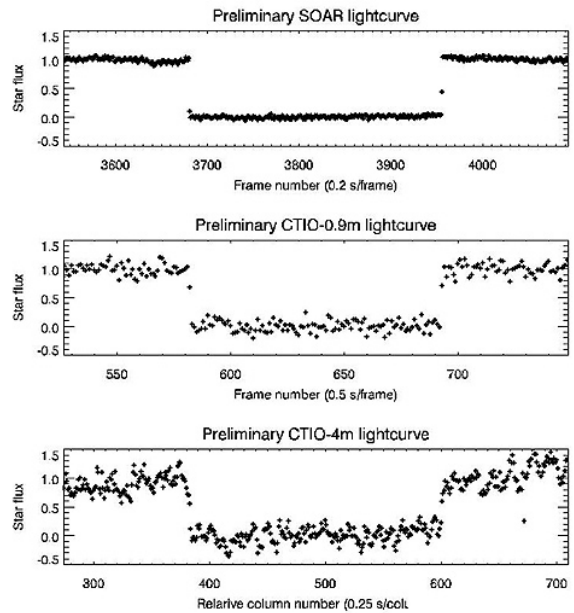 Preliminary SOAR lightcurve
1.5
1.0
0.5
0.0
-0.5
Star flux
3600 3700 3800 3900 4000
Frame number (0.2 s/frame)
Preliminary CTIO-0.9m lightcurve
1.5
1.0
0.5
0.0
-0.5
Star flux
550 600 650 700
Frame number (0.5 s/frame)
Preliminary CTIO-4m lightcurve
1.5
1.0
0.5
0.0
-0.5
Star flux
300 400 500 600 700
Relarive column number (0.25 s/colu